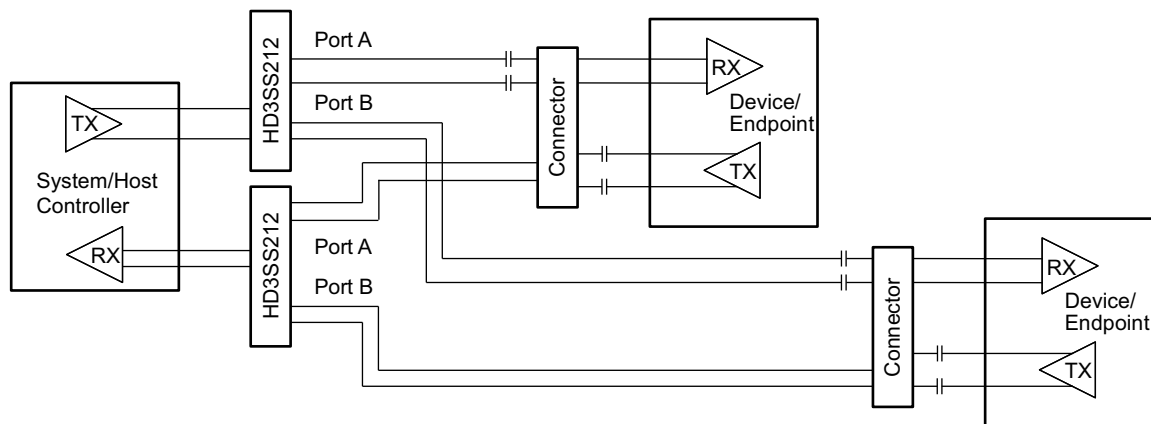 HD3SS212
Port A
Port B
TX
System/Host
Controller
RX
HD3SS212
Port A
Port B
Connector
RX
Device/
Endpoint
TX
Connector
RX
Device/
Endpoint
TX